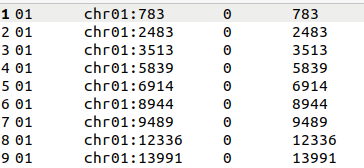 1 01 chr01:783 0 783
2 01 chr01:2483 0 2483
3 01 chr01:3513 0 3513
4 01 chr01:5839 0 5839
5 01 chr01:6914 0 6914
6 01 chr01:8944 0 8944
7 01 chr01:9489 0 9489
8 01 chr01:12336 0 12336
9 01 chr01:13991 0 13991